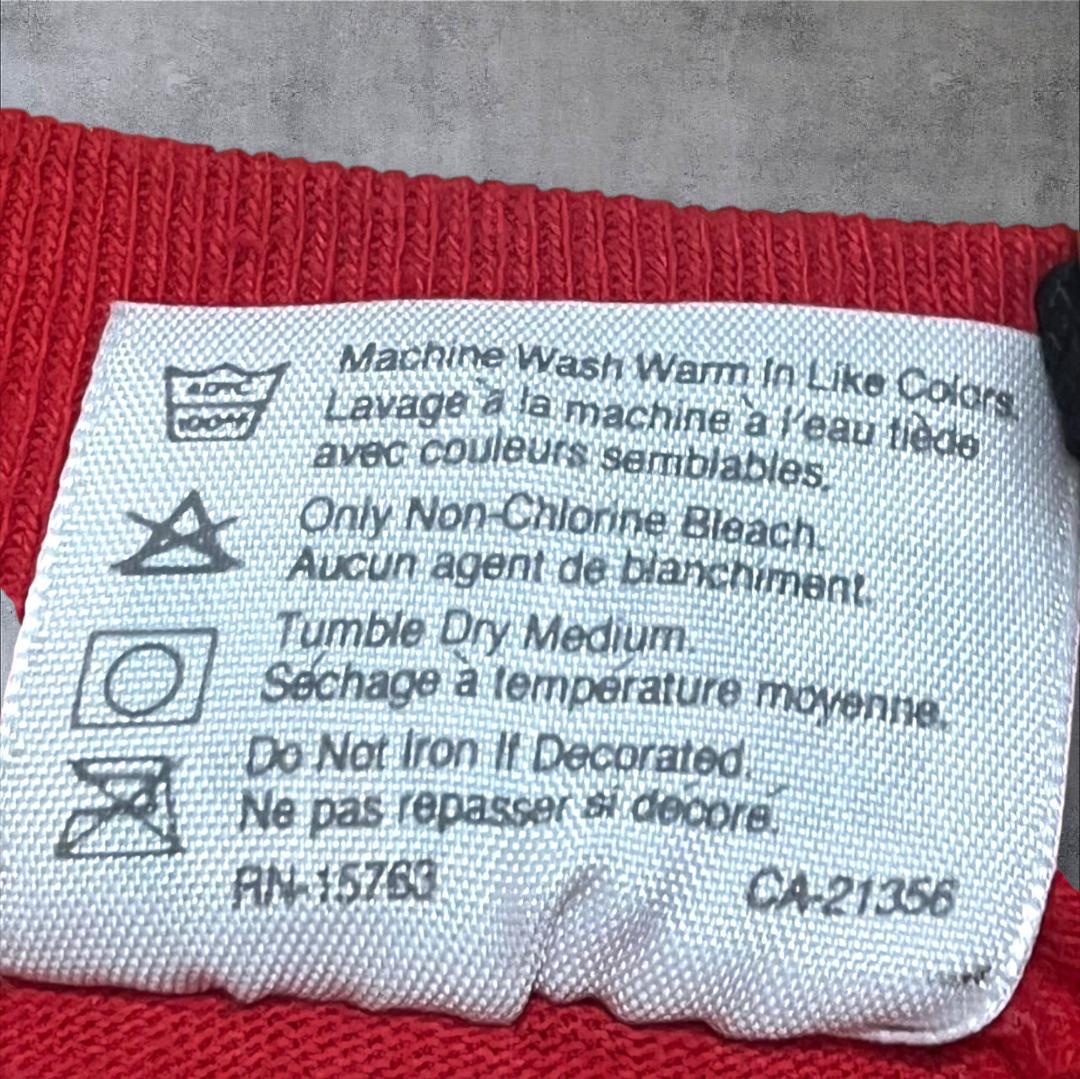 40°C
Machine Wash Warm In Like Colors.
Lavage à la machine à l'eau tiède
avec couleurs semblables.
Only Non-Chlorine Bleach.
Aucun agent de blanchiment.
Tumble Dry Medium.
Séchage à température moyenne.
Do Not Iron If Decorated.
Ne pas repasser si décoré.
RN-15763 CA-21356